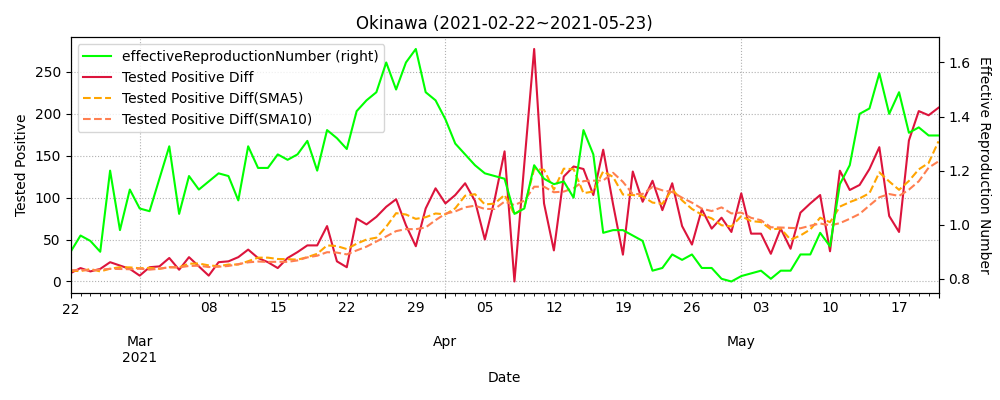 Okinawa (2021-02-22~2021-05-23)
effectiveReproductionNumber (right)
Tested Positive Diff
Tested Positive Diff(SMA5)
Tested Positive Diff(SMA10)
Tested Positive
250
200
150
100
50
0
1.6
1.4
1.2
1.0
0.8
Effective Reproduction Number
22 08 15 22 29 05 12 19 26 03 10 17
Mar Apr May
2021
Date